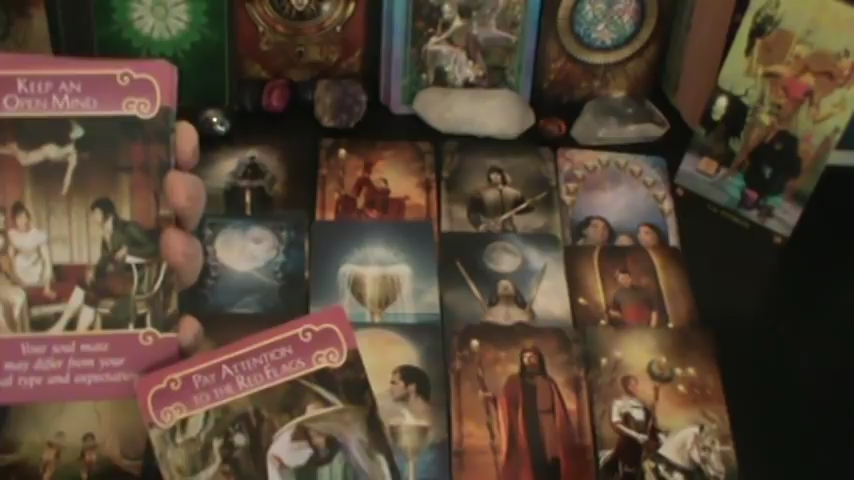 KEEP AN
OPEN MIND
Your soul mate
may differ from your
type and expectations
PAY ATTENTION
TO THE RED FLAGS